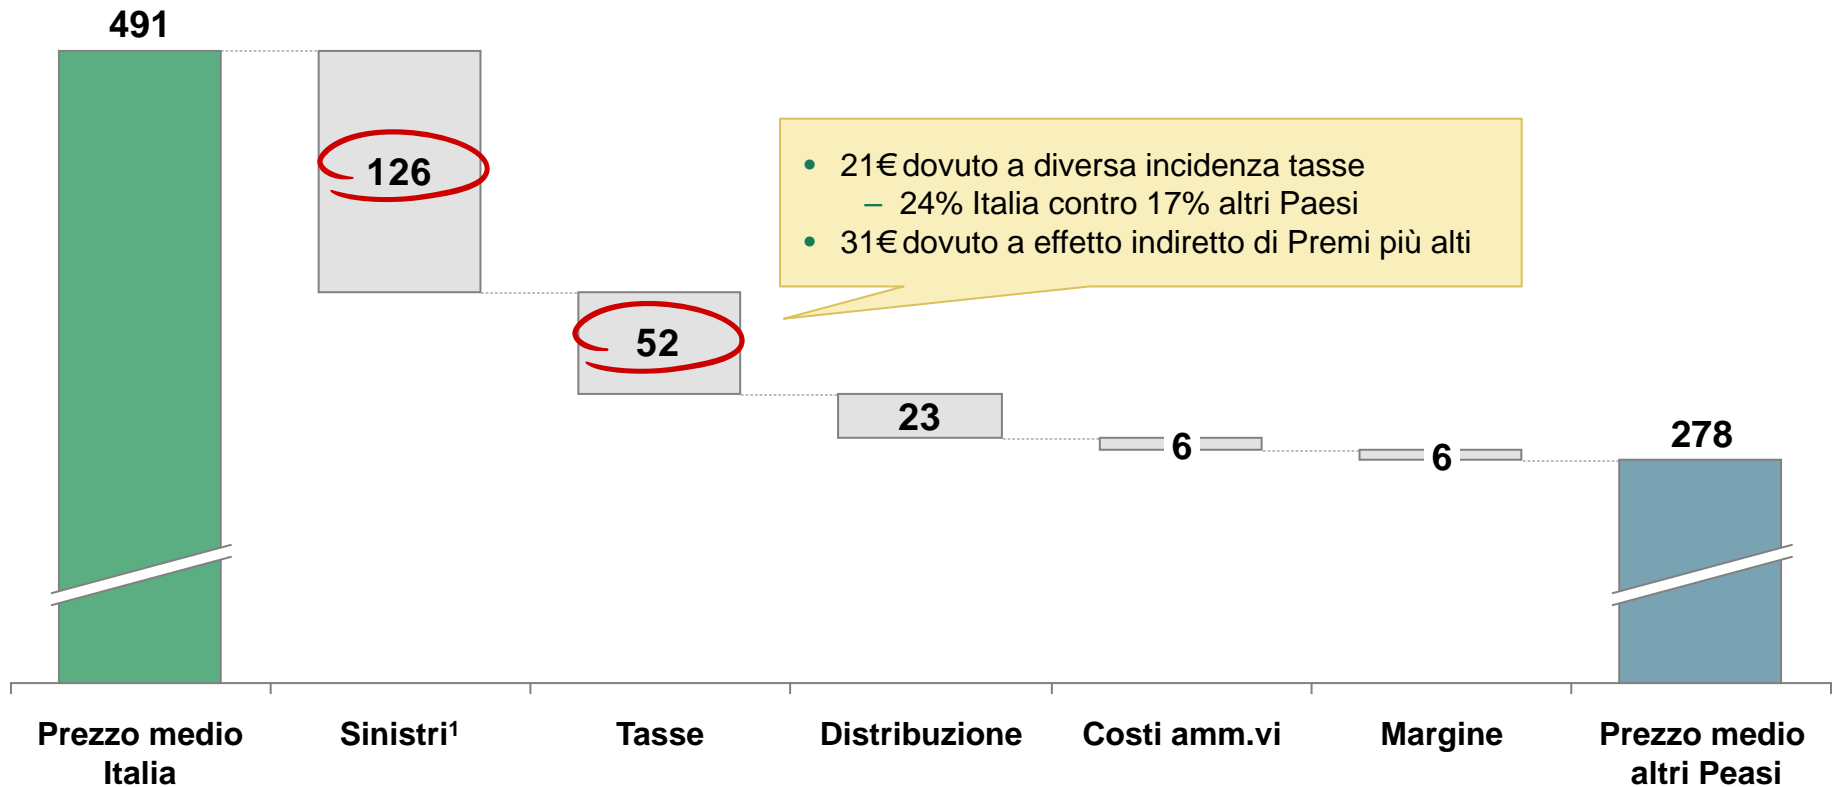 491
126
• 21€ dovuto a diversa incidenza tasse
– 24% Italia contro 17% altri Paesi
• 31€ dovuto a effetto indiretto di Premi più alti
52
23
6
6
278
Prezzo medio
Italia
Sinistri¹
Tasse
Distribuzione
Costi amm.vi
Margine
Prezzo medio
altri Peasi